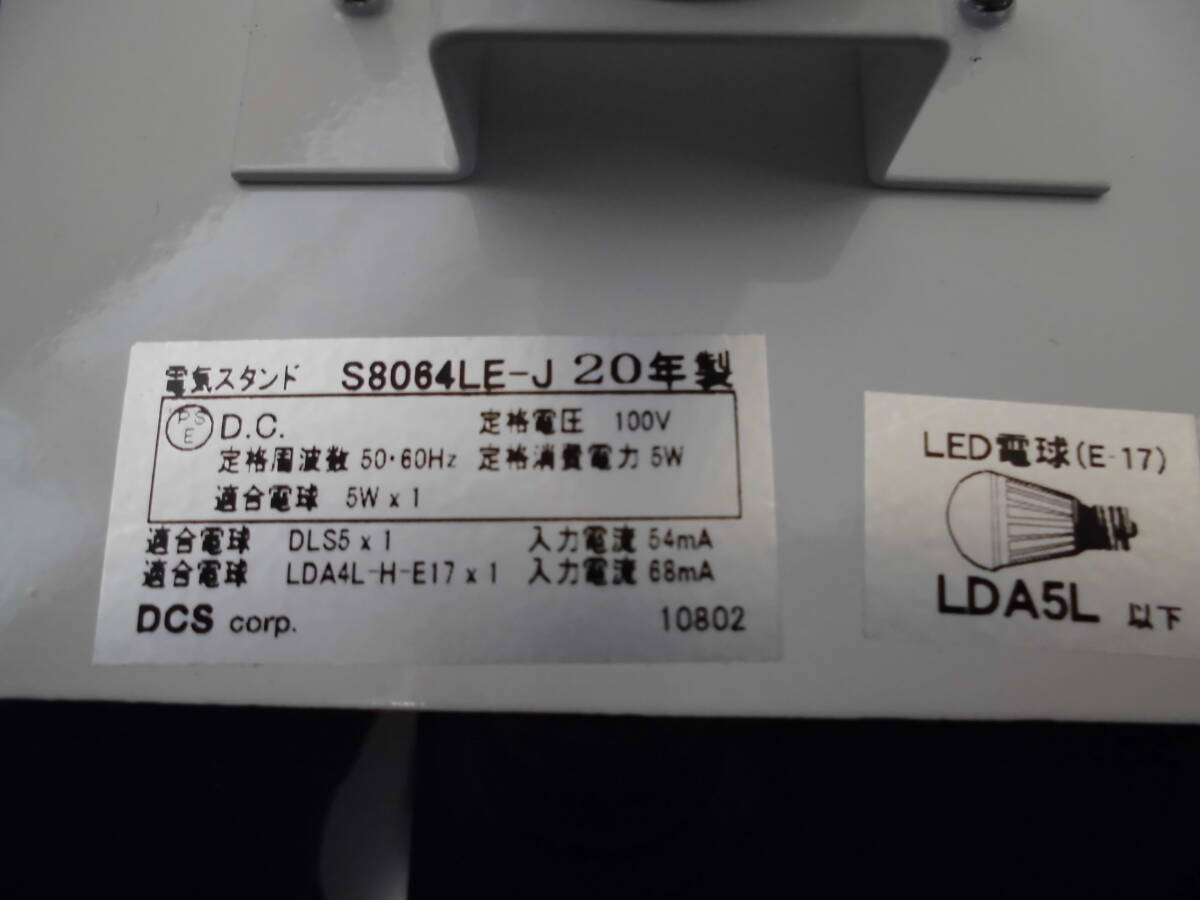 電気スタンド S8064LE-J 20年製
PSE D.C. 定格電圧 100V
定格周波数 50・60Hz 定格消費電力 5W
適合電球 5W x 1
適合電球 DLS5 x 1 入力電流 54mA
適合電球 LDA4L-H-E17 x 1 入力電流 68mA
DCS corp. 10802
LED電球(E-17)
LDA5L 以下